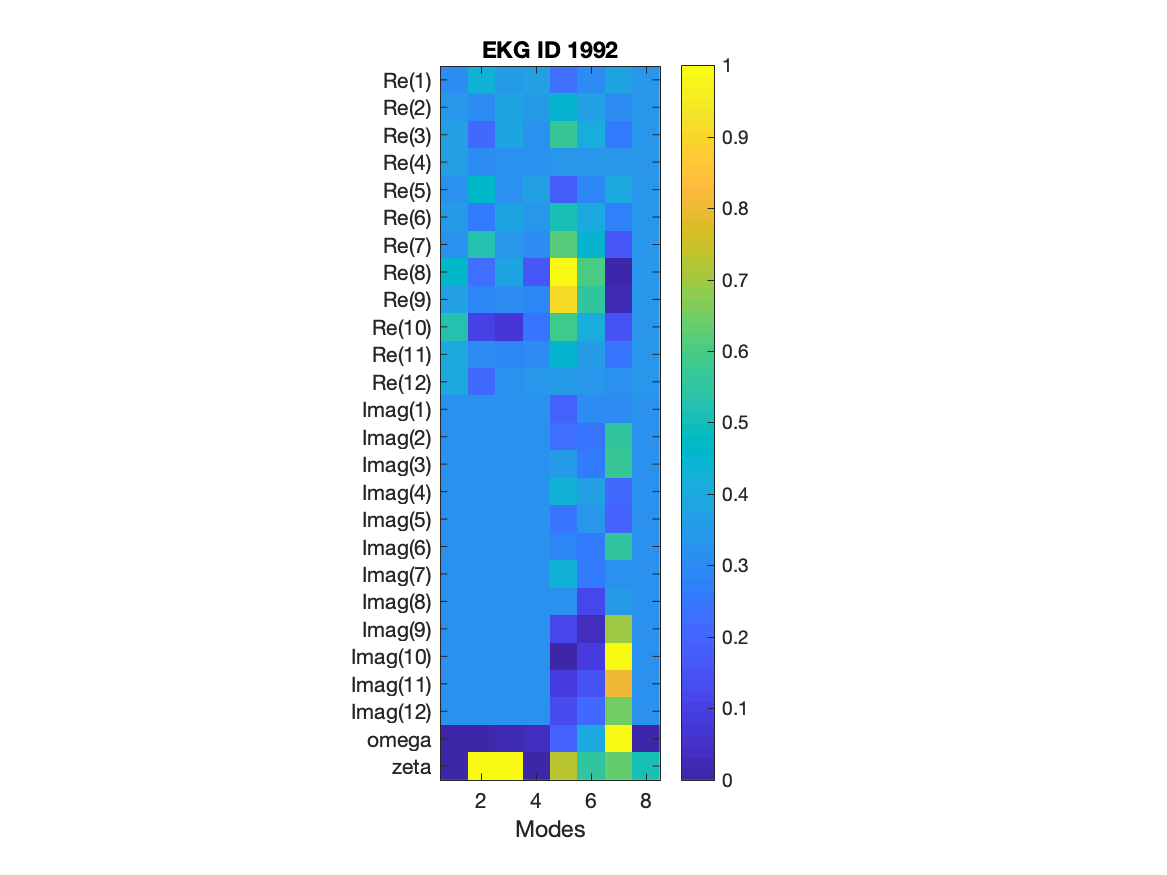 EKG ID 1992
Re(1)
Re(2)
Re(3)
Re(4)
Re(5)
Re(6)
Re(7)
Re(8)
Re(9)
Re(10)
Re(11)
Re(12)
Imag(1)
Imag(2)
Imag(3)
Imag(4)
Imag(5)
Imag(6)
Imag(7)
Imag(8)
Imag(9)
Imag(10)
Imag(11)
Imag(12)
omega
zeta
2 4 6 8
Modes
1
0.9
0.8
0.7
0.6
0.5
0.4
0.3
0.2
0.1
0